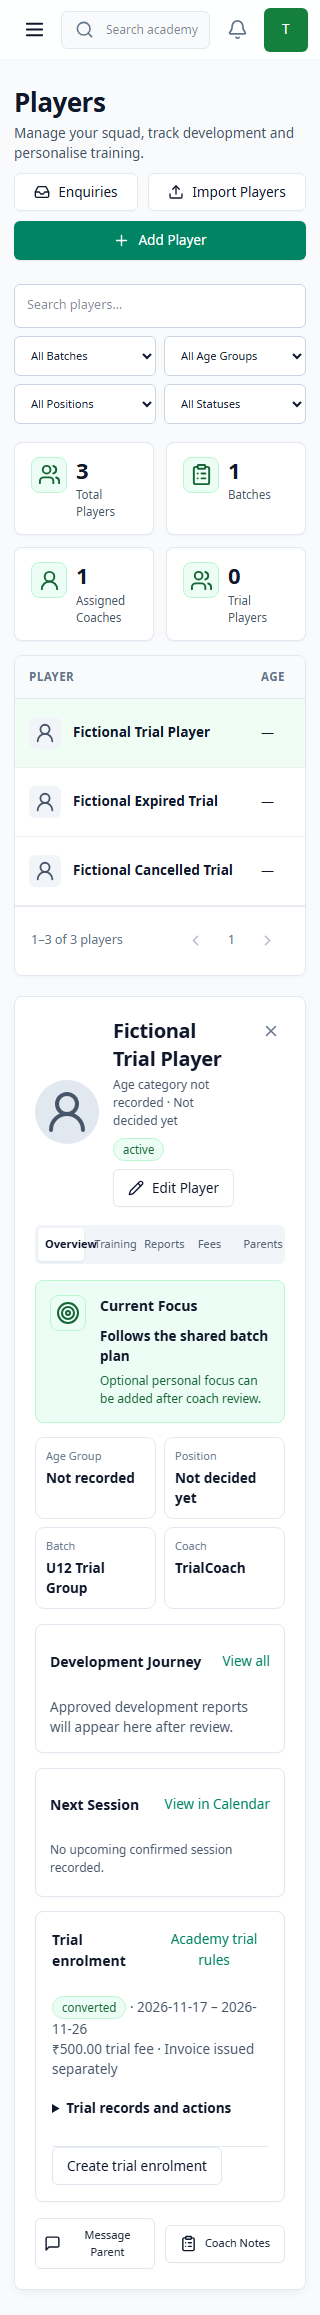 Search academy
T
Players
Manage your squad, track development and
personalise training.
Enquiries
Import Players
Add Player
Search players...
All Batches
All Age Groups
All Positions
All Statuses
3
Total
Players
1
Batches
1
Assigned
Coaches
0
Trial
Players
PLAYER
AGE
Fictional Trial Player
—
Fictional Expired Trial
—
Fictional Cancelled Trial
—
1–3 of 3 players
1
Fictional
Trial Player
Age category not
recorded · Not
decided yet
active
Edit Player
Overview
Training
Reports
Fees
Parents
Current Focus
Follows the shared batch
plan
Optional personal focus can
be added after coach review.
Age Group
Not recorded
Position
Not decided
yet
Batch
U12 Trial
Group
Coach
TrialCoach
Development Journey
View all
Approved development reports
will appear here after review.
Next Session
View in Calendar
No upcoming confirmed session
recorded.
Trial
enrolment
Academy trial
rules
converted · 2026-11-17 – 2026-
11-26
₹500.00 trial fee · Invoice issued
separately
Trial records and actions
Create trial enrolment
Message
Parent
Coach Notes